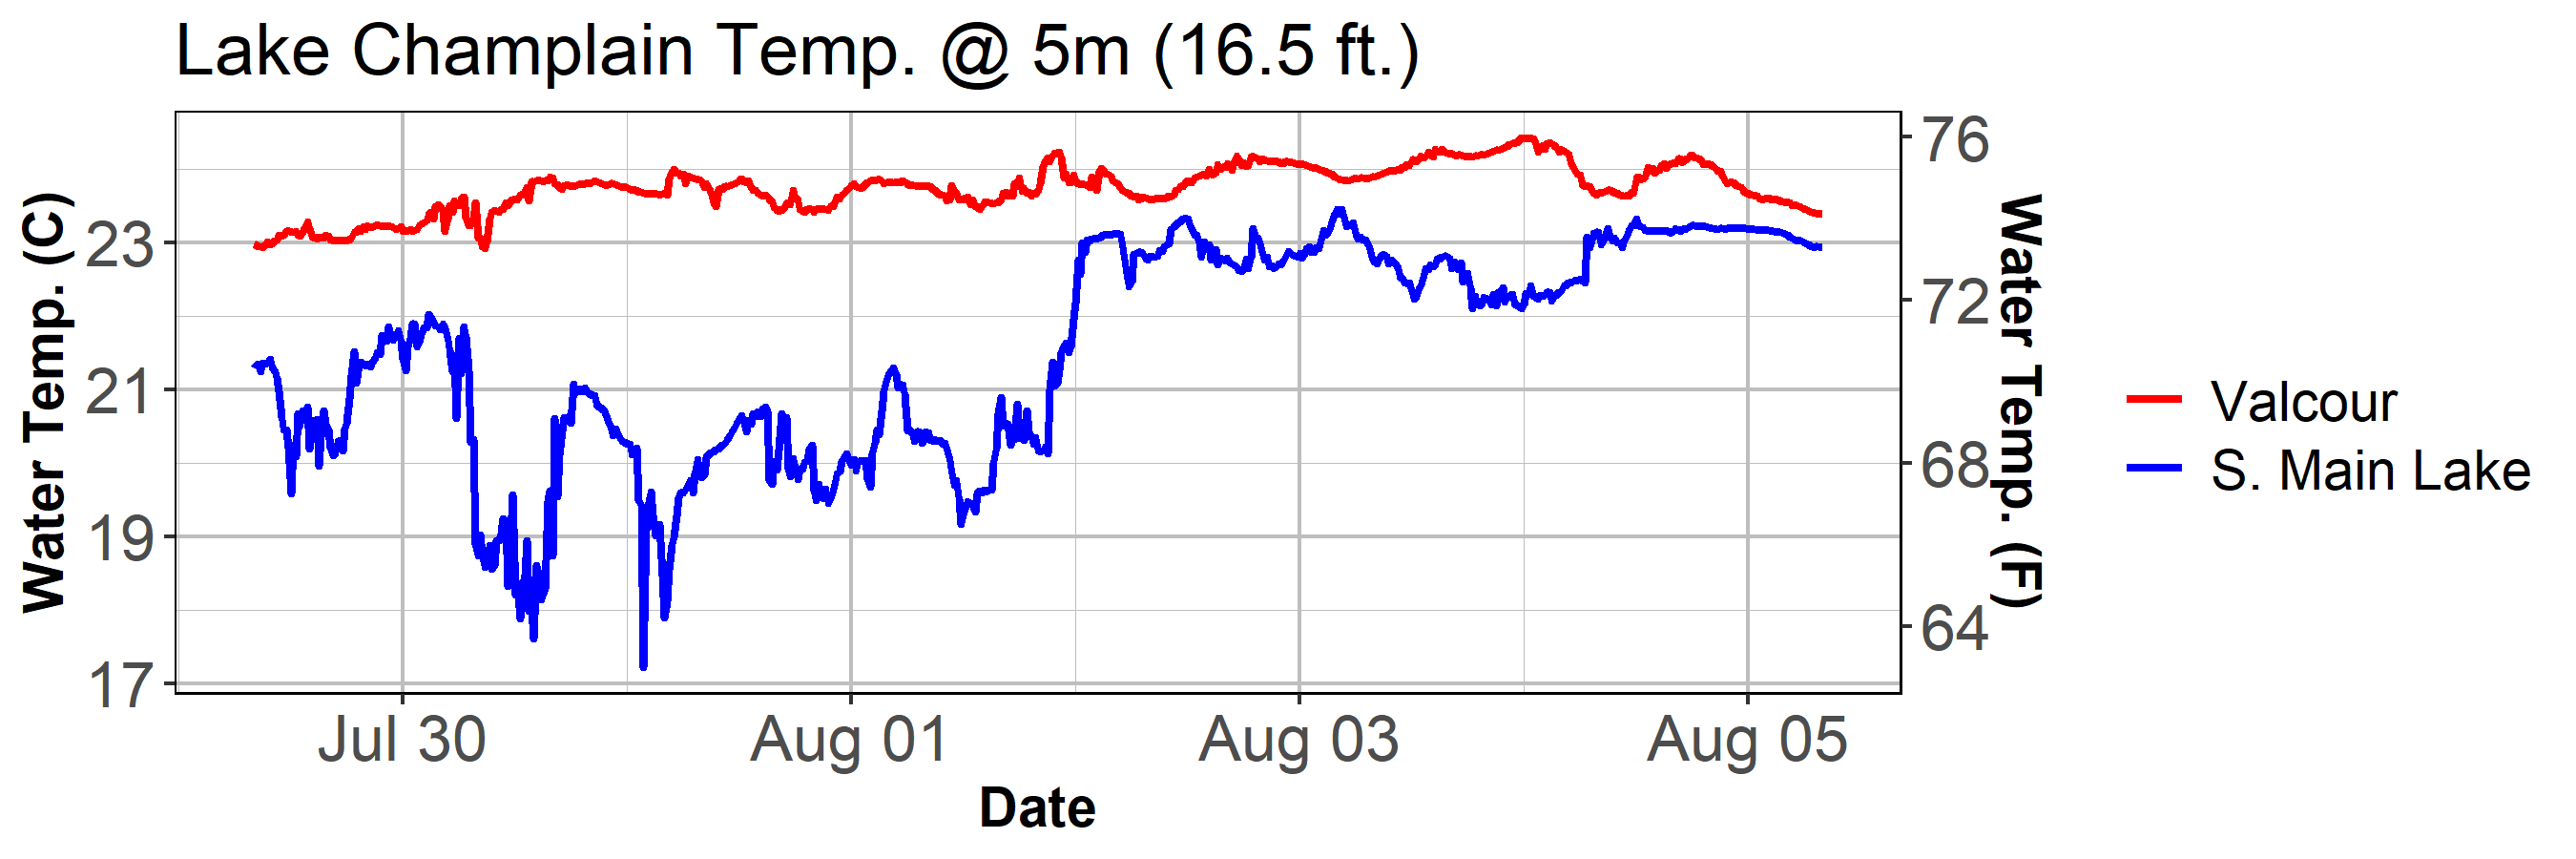 Lake Champlain Temp. @ 5m (16.5 ft.)
Water Temp. (C)
23
21
19
17
76
72
68
64
Water Temp. (F)
Jul 30
Aug 01
Aug 03
Aug 05
Date
Valcour
S. Main Lake